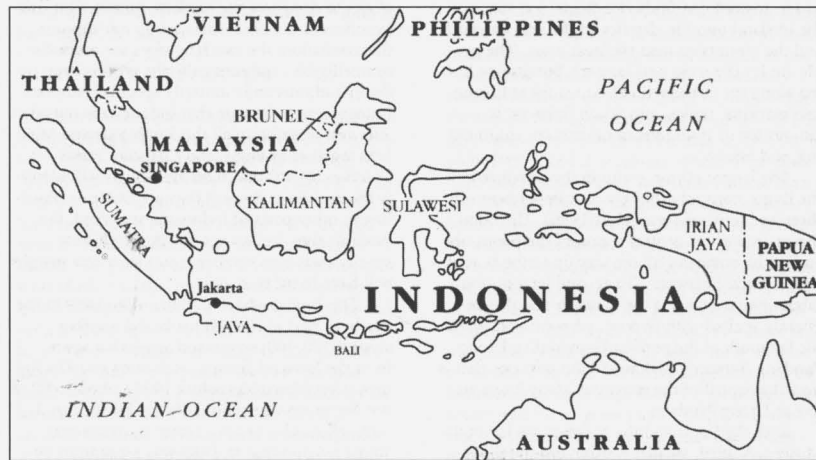 VIETNAM
PHILIPPINES
THAILAND
PACIFIC
OCEAN
BRUNEI
MALAYSIA
SINGAPORE
KALIMANTAN
SULAWESI
SUMATRA
IRIAN
JAYA
PAPUA
NEW
GUINEA
Jakarta
INDONESIA
JAVA
BALI
INDIAN OCEAN
AUSTRALIA